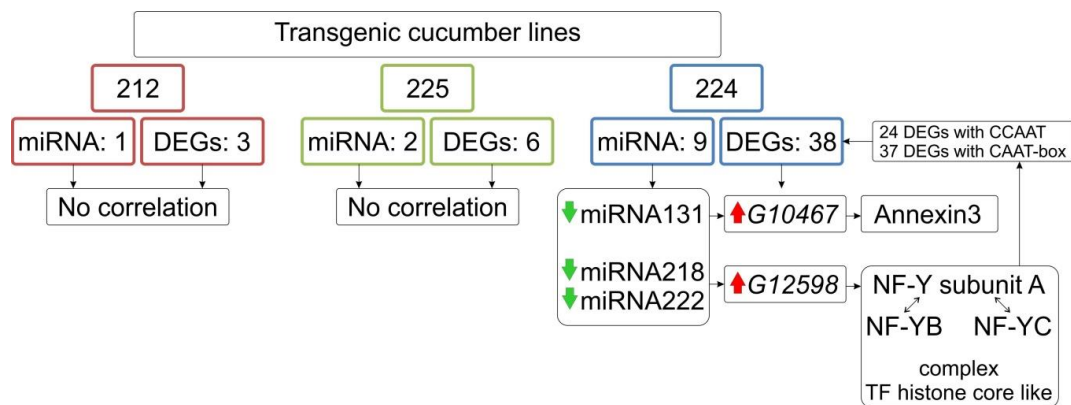 Transgenic cucumber lines
212
225
224
miRNA: 1
DEGs: 3
miRNA: 2
DEGs: 6
miRNA: 9
DEGs: 38
24 DEGs with CCAAT
37 DEGs with CAAT-box
No correlation
No correlation
miRNA131
G10467
Annexin3
miRNA218
miRNA222
G12598
NF-Y subunit A
NF-YB
NF-YC
complex
TF histone core like